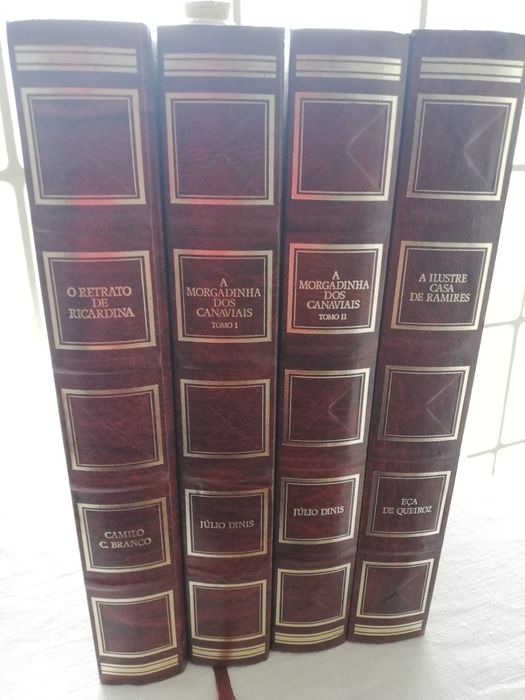 O RETRATO
DE
RICARDINA
CAMILO
C. BRANCO
A
MORGADINHA
DOS
CANAVIAIS
TOMO I
JÚLIO DINIS
A
MORGADINHA
DOS
CANAVIAIS
TOMO II
JÚLIO DINIS
A ILUSTRE
CASA
DE RAMIRES
EÇA
DE QUEIROZ